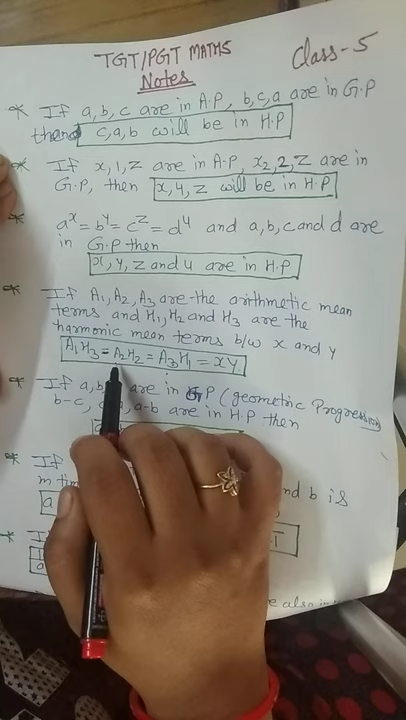 TGT/PGT MATHS
Notes
Class-5
* If a,b,c are in A.P, b,c,a are in G.P
then c,a,b will be in H.P
* If x,1,z are in A.P, x,2,z are in
G.P, then x,4,z will be in H.P
* a^x = b^y = c^z = d^u and a,b,c and d are
in G.P then
x, y, z and u are in H.P
* If A₁,A₂,A₃ are the arithmetic mean
terms and H₁,H₂ and H₃ are the
harmonic mean terms b/w x and y
A₁H₃ = A₂H₂ = A₃H₁ = xy
* If a,b are in GP (geometric Progression)
b-c, a-b are in H.P then
* If
m nd b is
a
*
e also in